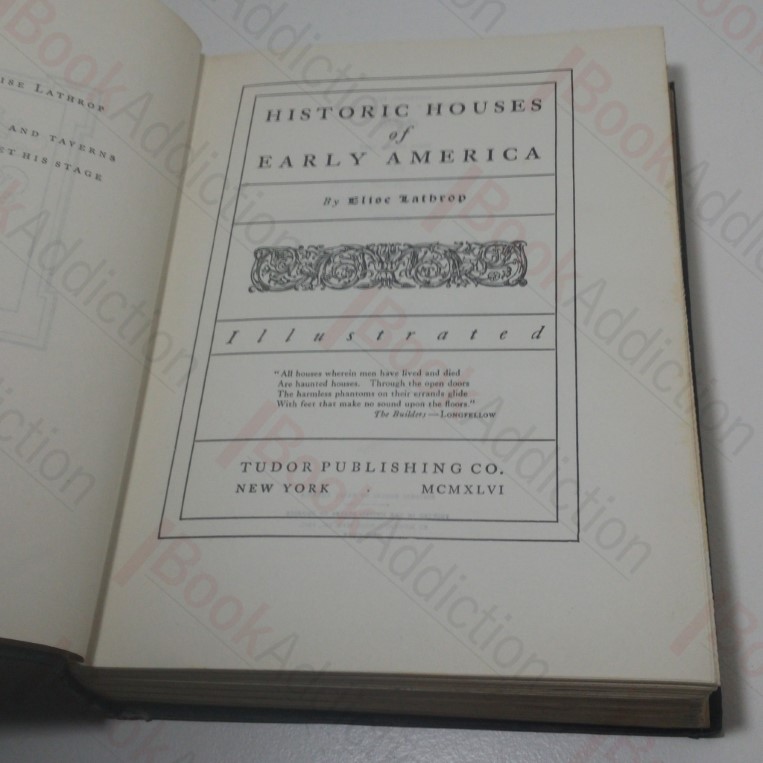 ISE LATHROP
AND TAVERNS
ET HIS STAGE
HISTORIC HOUSES
of
EARLY AMERICA
By Elise Lathrop
Illustrated
"All houses wherein men have lived and died
Are haunted houses. Through the open doors
The harmless phantoms on their errands glide
With feet that make no sound upon the floors."
The Builders—LONGFELLOW
TUDOR PUBLISHING CO.
NEW YORK · MCMXLVI
BookAddiction